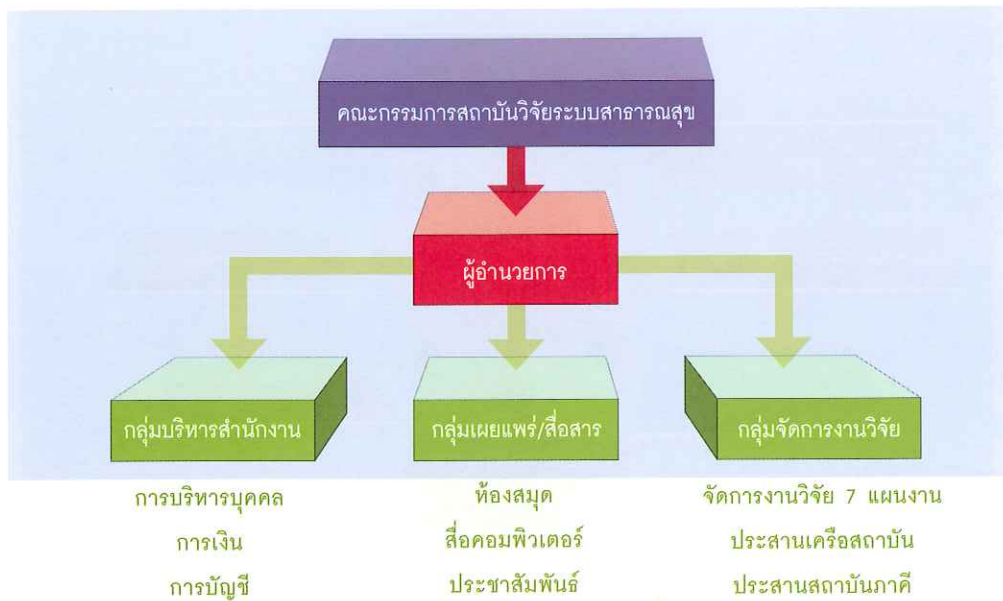 คณะกรรมการสถาบันวิจัยระบบสาธารณสุข
ผู้อำนวยการ
กลุ่มบริหารสำนักงาน
กลุ่มเผยแพร่/สื่อสาร
กลุ่มจัดการงานวิจัย
การบริหารบุคคล
ห้องสมุด
จัดการงานวิจัย 7 แผนงาน
การเงิน
สื่อคอมพิวเตอร์
ประสานเครือสถาบัน
การบัญชี
ประชาสัมพันธ์
ประสานสถาบันภาคี